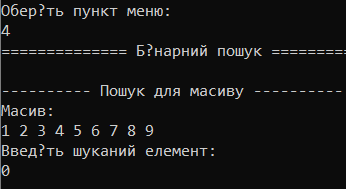 Обер?ть пункт меню:
4
============== Б?нарний пошук =========
---------- Пошук для масиву ----------
Масив:
1 2 3 4 5 6 7 8 9
Введ?ть шуканий елемент:
0